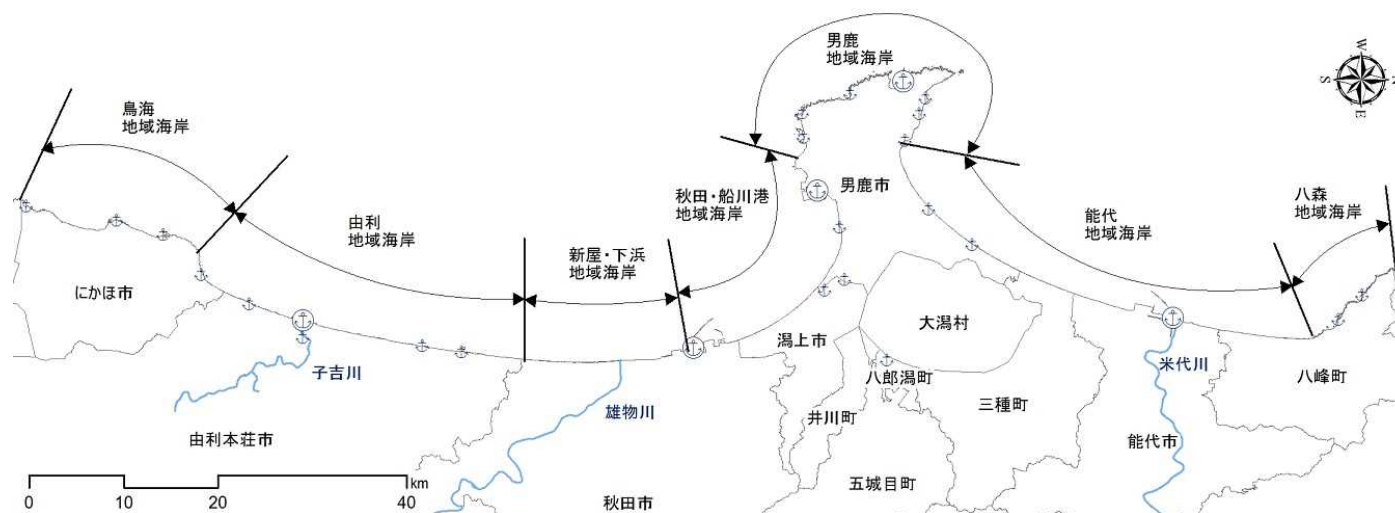 男鹿
地域海岸
W
S
N
E
鳥海
地域海岸
秋田・船川港
地域海岸
男鹿市
八森
地域海岸
由利
地域海岸
能代
地域海岸
新屋・下浜
地域海岸
にかほ市
大潟村
潟上市
子吉川
八郎潟町
米代川
八峰町
三種町
雄物川
井川町
由利本荘市
能代市
五城目町
秋田市
km
0
10
20
40